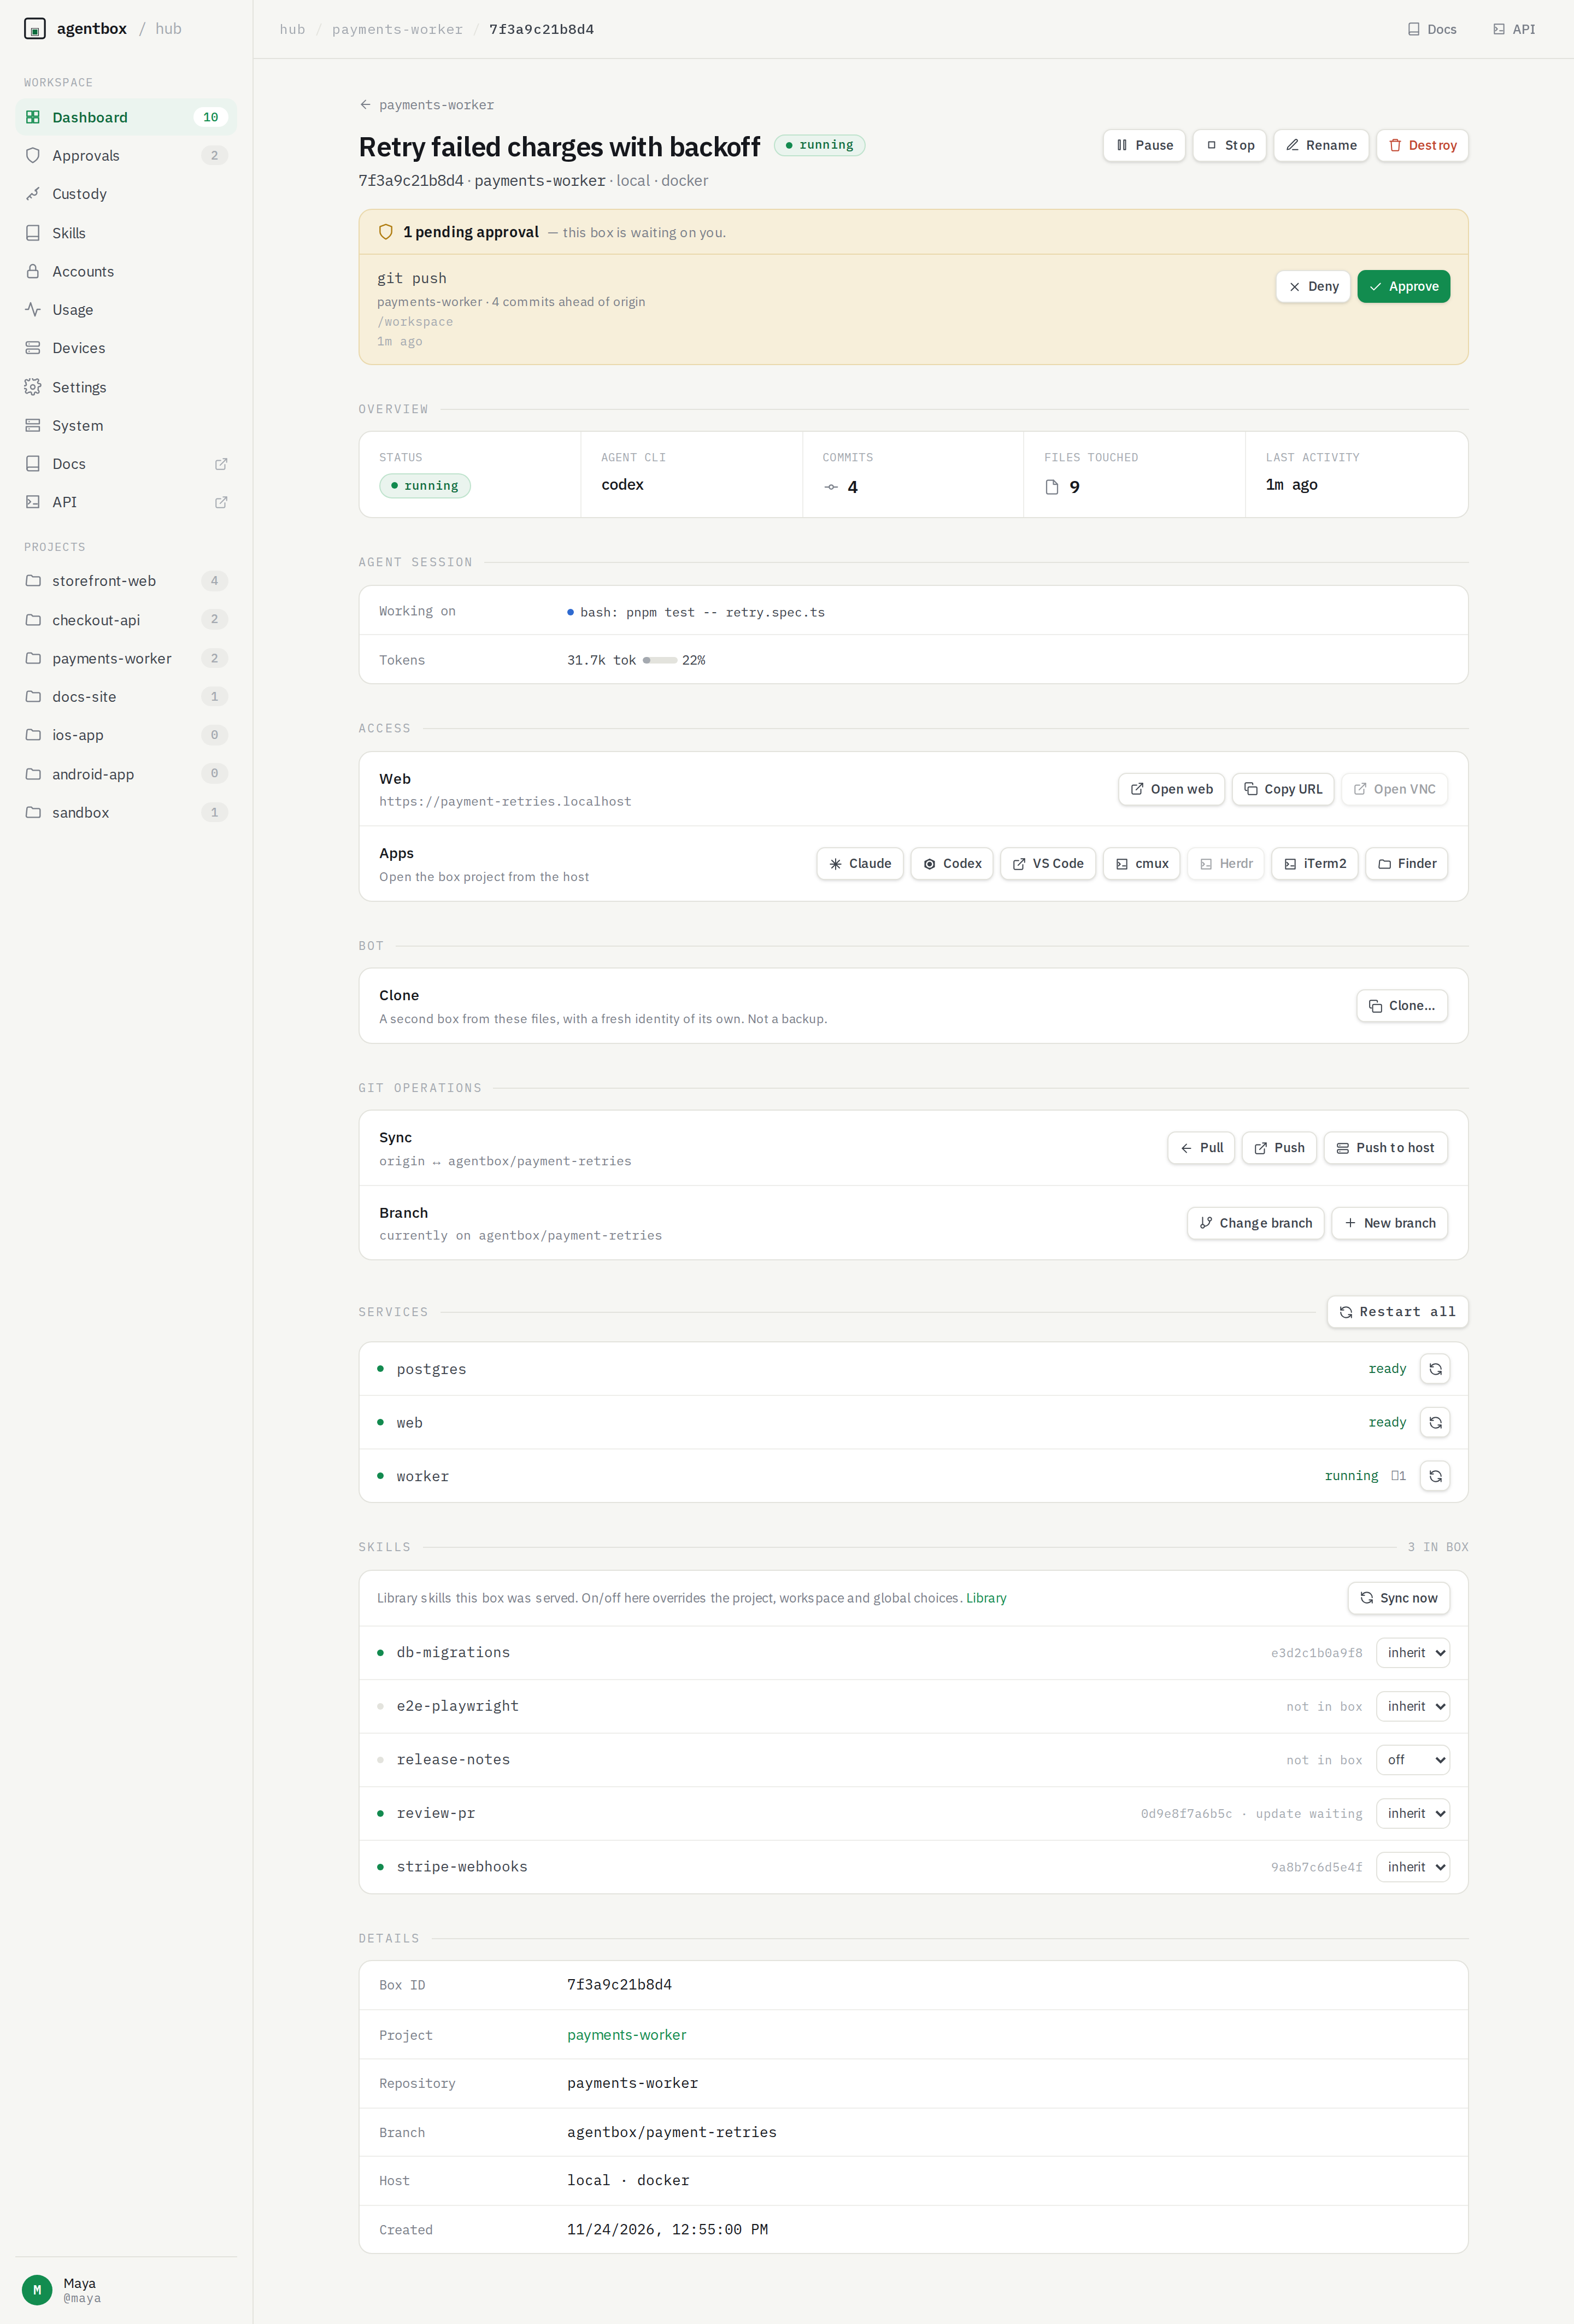 agentbox / hub
WORKSPACE
Dashboard 10
Approvals 2
Custody
Skills
Accounts
Usage
Devices
Settings
System
Docs
API
PROJECTS
storefront-web 4
checkout-api 2
payments-worker 2
docs-site 1
ios-app 0
android-app 0
sandbox 1
M
Maya
@maya
hub / payments-worker / 7f3a9c21b8d4
Docs API
← payments-worker
Retry failed charges with backoff running
Pause Stop Rename Destroy
7f3a9c21b8d4 · payments-worker · local · docker
1 pending approval — this box is waiting on you.
git push
Deny Approve
payments-worker · 4 commits ahead of origin
/workspace
1m ago
OVERVIEW
STATUS AGENT CLI COMMITS FILES TOUCHED LAST ACTIVITY
running codex 4 9 1m ago
AGENT SESSION
Working on bash: pnpm test -- retry.spec.ts
Tokens 31.7k tok 22%
ACCESS
Web
https://payment-retries.localhost
Open web Copy URL Open VNC
Apps
Open the box project from the host
Claude Codex VS Code cmux Herdr iTerm2 Finder
BOT
Clone
A second box from these files, with a fresh identity of its own. Not a backup.
Clone…
GIT OPERATIONS
Sync
origin ↔ agentbox/payment-retries
Pull Push Push to host
Branch
currently on agentbox/payment-retries
Change branch New branch
SERVICES Restart all
postgres ready
web ready
worker running 1
SKILLS 3 IN BOX
Library skills this box was served. On/off here overrides the project, workspace and global choices. Library
Sync now
db-migrations e3d2c1b0a9f8 inherit
e2e-playwright not in box inherit
release-notes not in box off
review-pr 0d9e8f7a6b5c · update waiting inherit
stripe-webhooks 9a8b7c6d5e4f inherit
DETAILS
Box ID 7f3a9c21b8d4
Project payments-worker
Repository payments-worker
Branch agentbox/payment-retries
Host local · docker
Created 11/24/2026, 12:55:00 PM